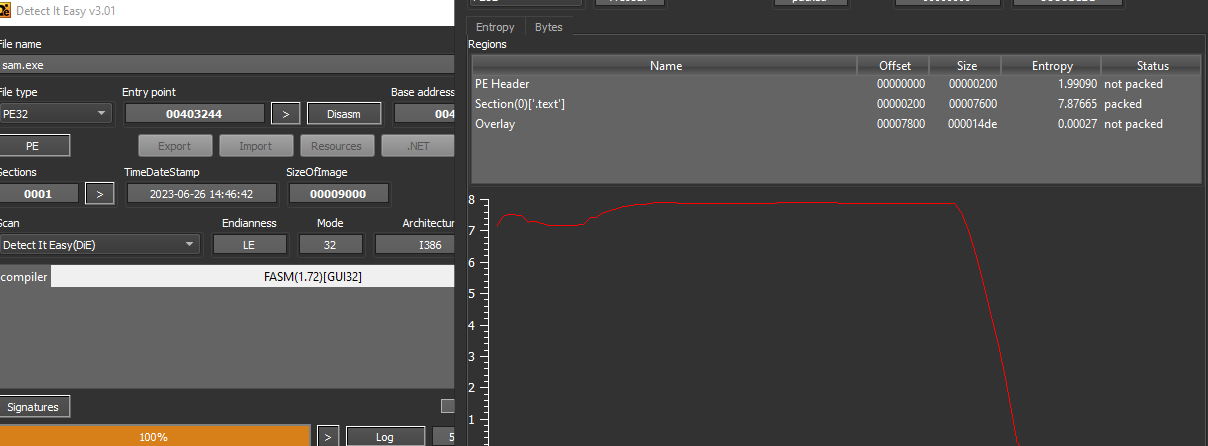 Detect It Easy v3.01
File name
sam.exe
File type Entry point Base address
PE32 00403244 > Disasm 004
PE Export Import Resources .NET
Sections TimeDateStamp SizeOfImage
0001 > 2023-06-26 14:46:42 00009000
Scan Endianness Mode Architectur
Detect It Easy(DiE) LE 32 I386
compiler FASM(1.72)[GUI32]
Signatures
100% > Log 5
Entropy Bytes
Regions
Name Offset Size Entropy Status
PE Header 00000000 00000200 1.99090 not packed
Section(0)['.text'] 00000200 00007600 7.87665 packed
Overlay 00007800 000014de 0.00027 not packed
8
7
6
5
4
3
2
1